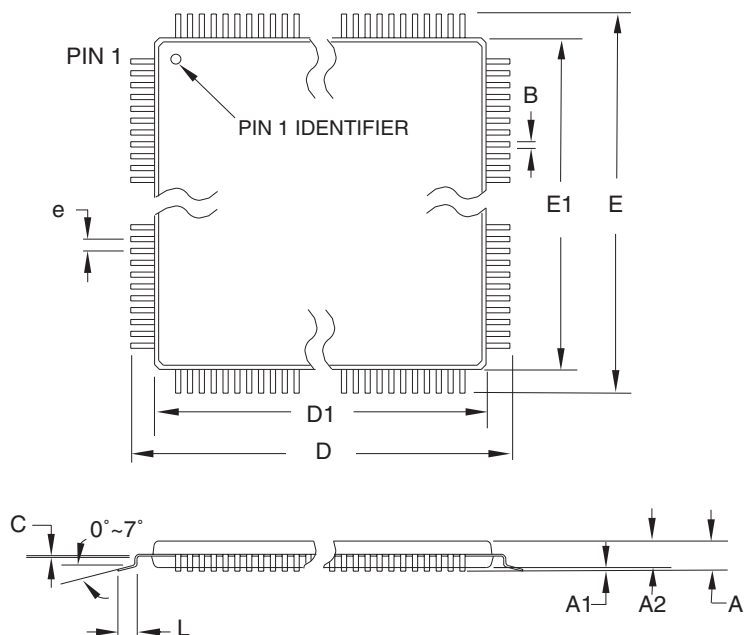 PIN 1
PIN 1 IDENTIFIER
B
e
E1
E
D1
D
C
0°~7°
L
A1
A2
A